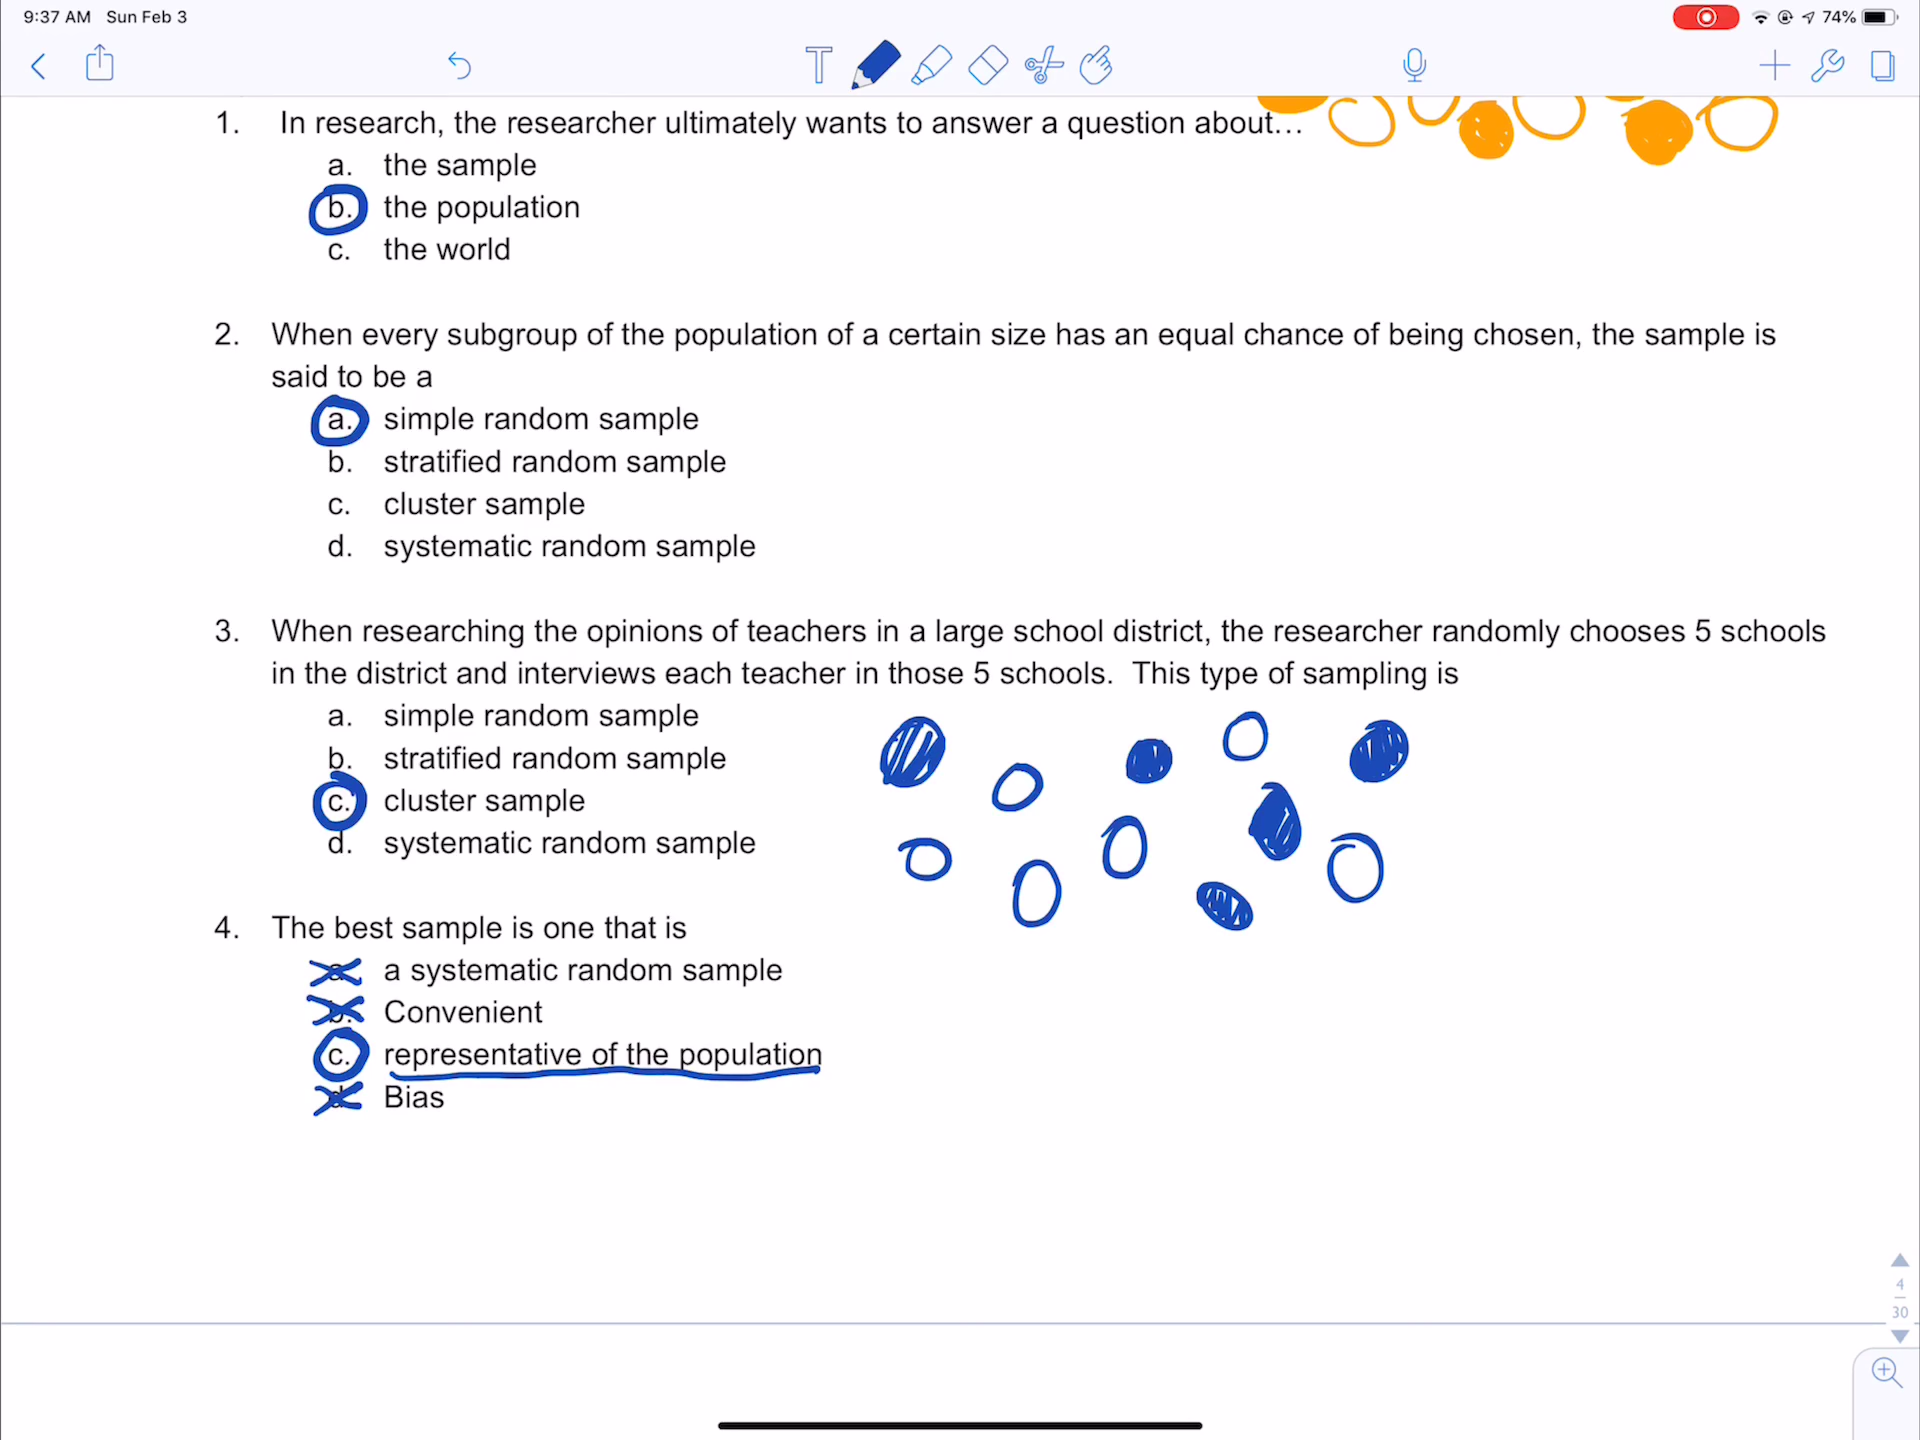 9:37 AM Sun Feb 3
74%
T
1. In research, the researcher ultimately wants to answer a question about...
a. the sample
b. the population
c. the world
2. When every subgroup of the population of a certain size has an equal chance of being chosen, the sample is
said to be a
a. simple random sample
b. stratified random sample
c. cluster sample
d. systematic random sample
3. When researching the opinions of teachers in a large school district, the researcher randomly chooses 5 schools
in the district and interviews each teacher in those 5 schools. This type of sampling is
a. simple random sample
b. stratified random sample
c. cluster sample
d. systematic random sample
4. The best sample is one that is
a. a systematic random sample
b. Convenient
c. representative of the population
d. Bias
4
30